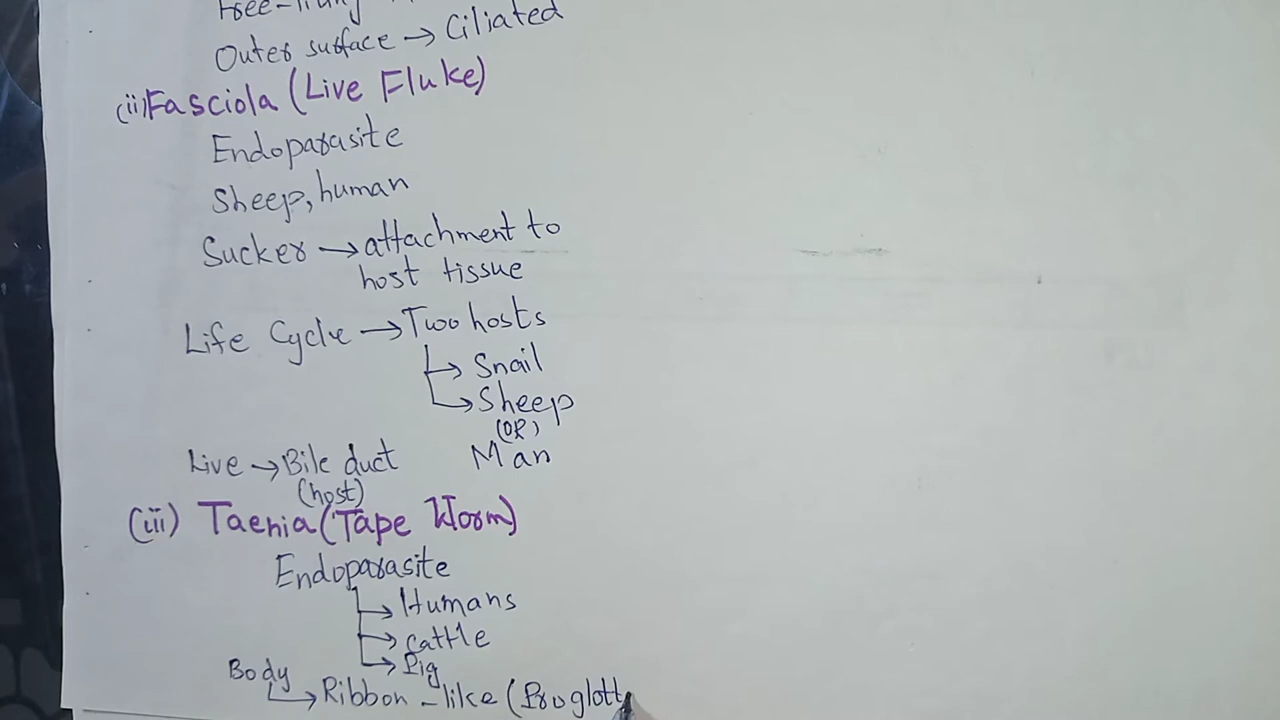 Free-living
Outer surface → Ciliated
(ii) Fasciola (Live Fluke)
Endoparasite
Sheep, human
Sucker → attachment to
host tissue
Life Cycle → Two hosts
→ Snail
→ Sheep
(OR)
Man
Live → Bile duct
(host)
(iii) Taenia (Tape Worm)
Endoparasite
→ Humans
→ cattle
→ Pig
Body
→ Ribbon-like (Proglott